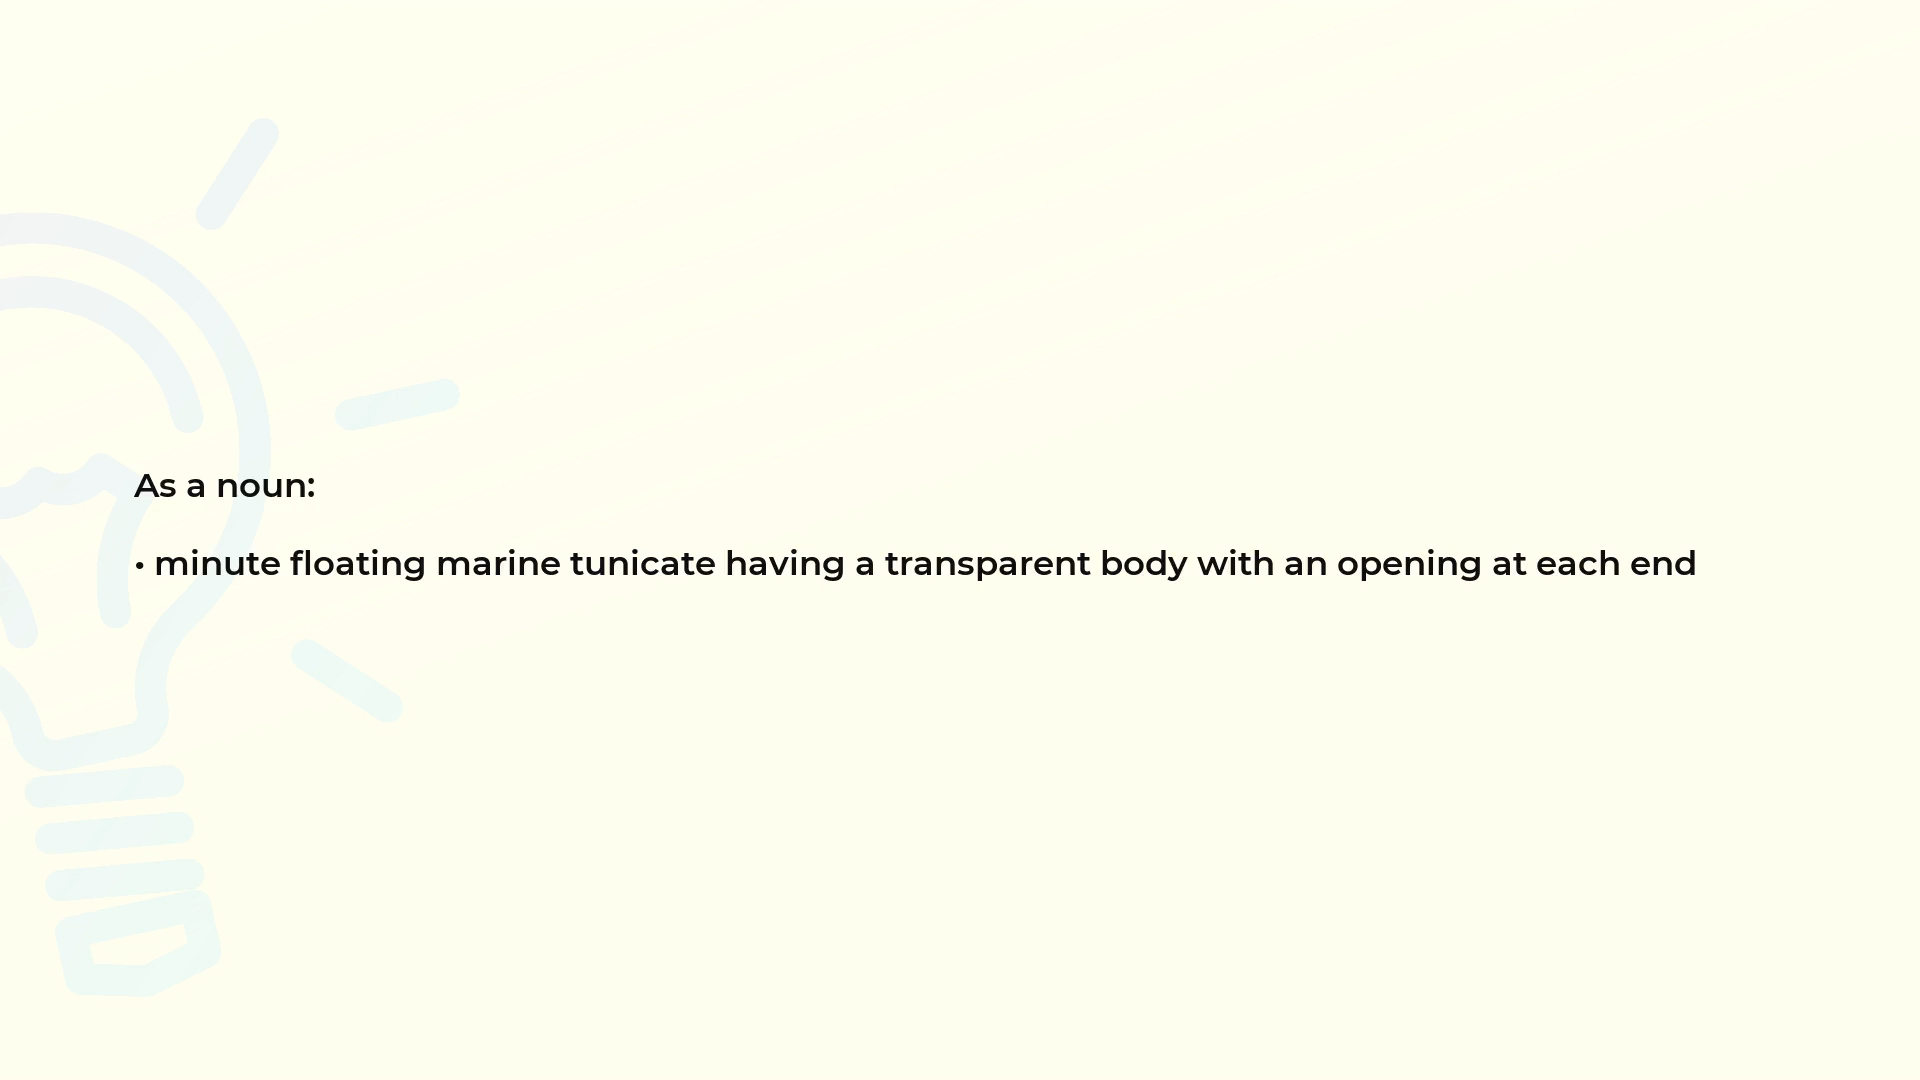 As a noun:
• minute floating marine tunicate having a transparent body with an opening at each end